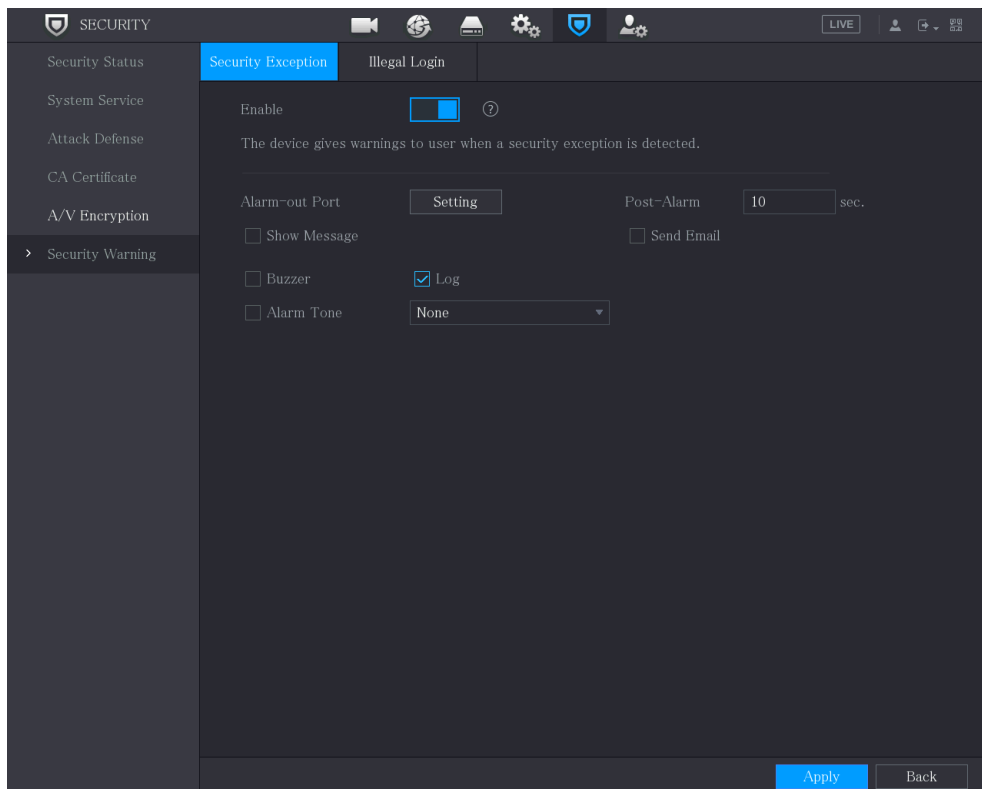 SECURITY
LIVE
Security Status
System Service
Attack Defense
CA Certificate
A/V Encryption
Security Warning
Security Exception
Illegal Login
Enable
?
The device gives warnings to user when a security exception is detected.
Alarm-out Port
Setting
Post-Alarm
10
sec.
Show Message
Send Email
Buzzer
Log
Alarm Tone
None
Apply
Back